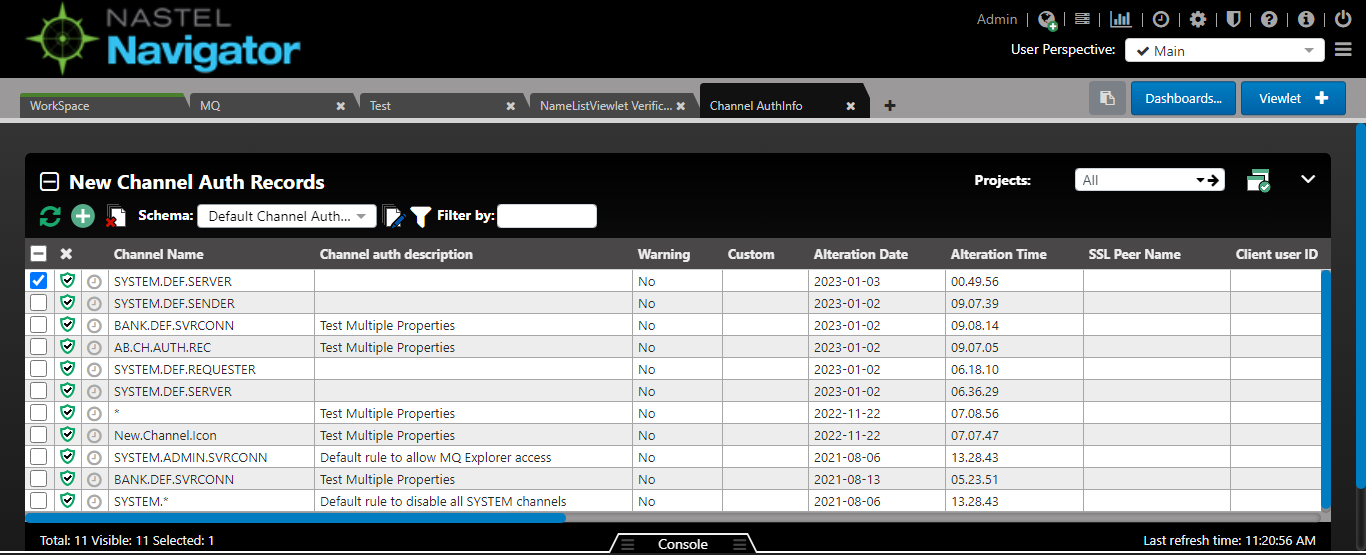 NASTEL
Navigator
Admin
User Perspective: Main
WorkSpace MQ Test NameListViewlet Verific... Channel AuthInfo Dashboards... Viewlet
New Channel Auth Records Projects: All
Schema: Default Channel Auth... Filter by:
Channel Name Channel auth description Warning Custom Alteration Date Alteration Time SSL Peer Name Client user ID
SYSTEM.DEF.SERVER No 2023-01-03 00.49.56
SYSTEM.DEF.SENDER No 2023-01-02 09.07.39
BANK.DEF.SVRCONN Test Multiple Properties No 2023-01-02 09.08.14
AB.CH.AUTH.REC Test Multiple Properties No 2023-01-02 09.07.05
SYSTEM.DEF.REQUESTER No 2023-01-02 06.18.10
SYSTEM.DEF.SERVER No 2023-01-02 06.36.29
* Test Multiple Properties No 2022-11-22 07.08.56
New.Channel.Icon Test Multiple Properties No 2022-11-22 07.07.47
SYSTEM.ADMIN.SVRCONN Default rule to allow MQ Explorer access No 2021-08-06 13.28.43
BANK.DEF.SVRCONN Test Multiple Properties No 2021-08-13 05.23.51
SYSTEM.* Default rule to disable all SYSTEM channels No 2021-08-06 13.28.43
Total: 11 Visible: 11 Selected: 1 Console Last refresh time: 11:20:56 AM